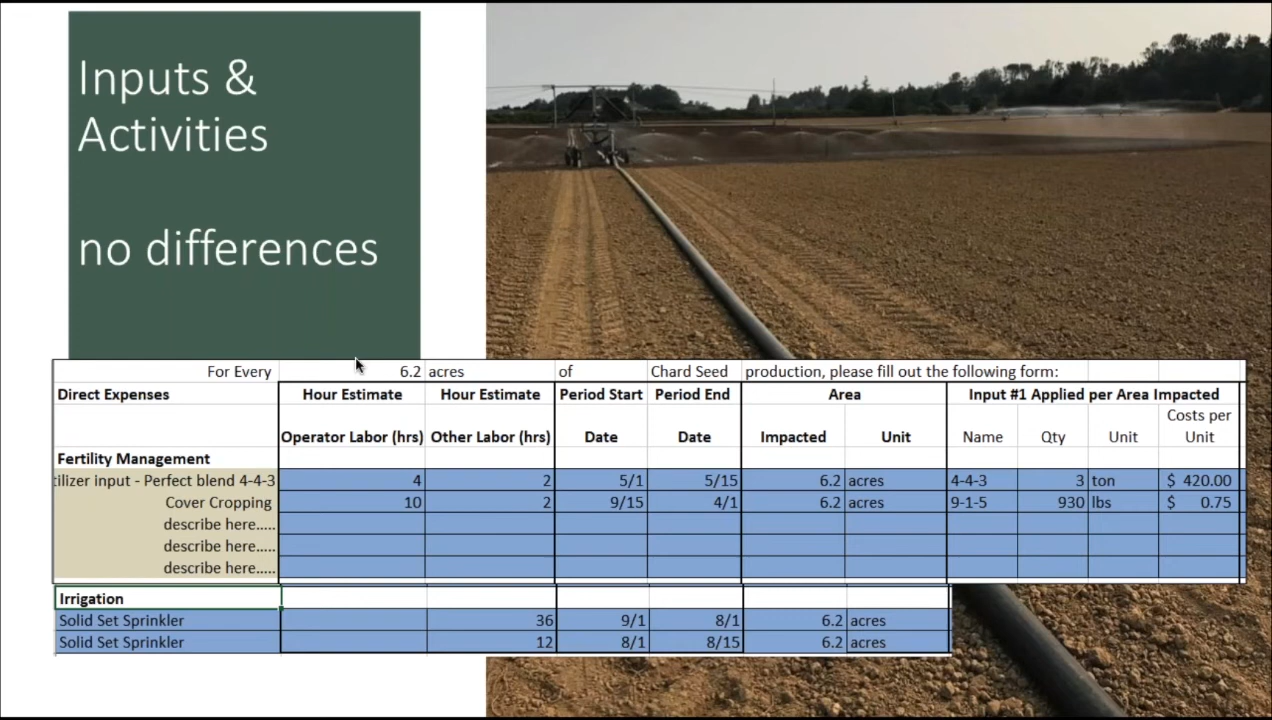 Inputs &
Activities
no differences
For Every 6.2 acres of Chard Seed production, please fill out the following form:
Direct Expenses Hour Estimate Hour Estimate Period Start Period End Area Input #1 Applied per Area Impacted
Operator Labor (hrs) Other Labor (hrs) Date Date Impacted Unit Name Qty Unit Costs per Unit
Fertility Management
tilizer input - Perfect blend 4-4-3 4 2 5/1 5/15 6.2 acres 4-4-3 3 ton $ 420.00
Cover Cropping 10 2 9/15 4/1 6.2 acres 9-1-5 930 lbs $ 0.75
describe here.....
describe here.....
describe here.....
Irrigation
Solid Set Sprinkler 36 9/1 8/1 6.2 acres
Solid Set Sprinkler 12 8/1 8/15 6.2 acres